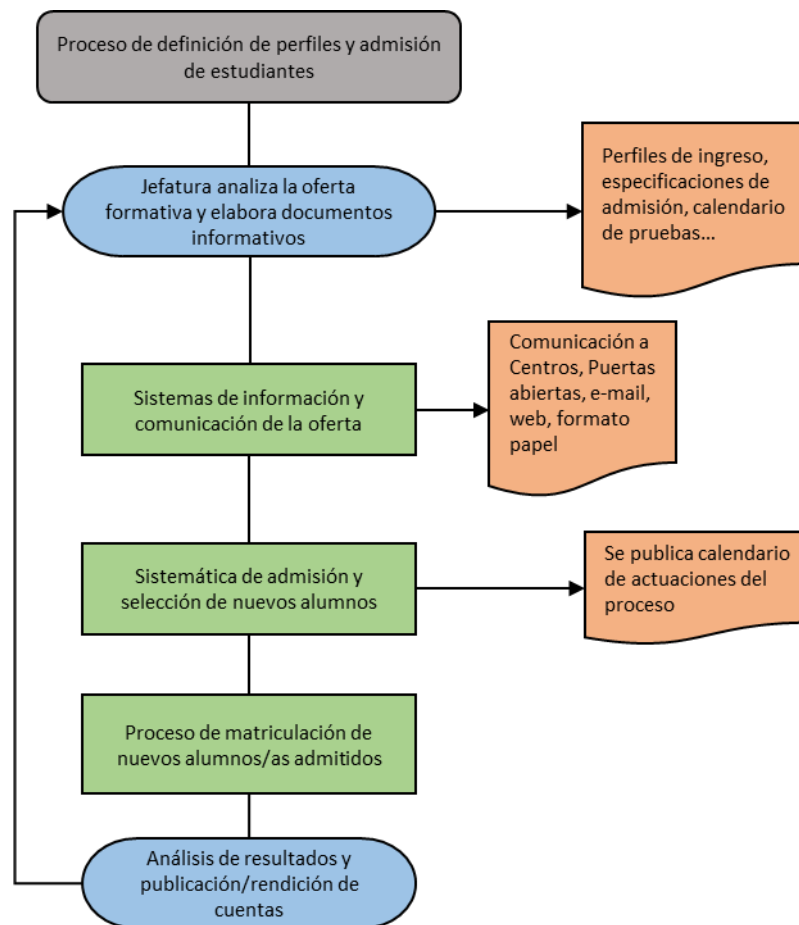 Proceso de definición de perfiles y admisión
de estudiantes
Jefatura analiza la oferta
formativa y elabora documentos
informativos
Perfiles de ingreso,
especificaciones de
admisión, calendario
de pruebas...
Sistemas de información y
comunicación de la oferta
Comunicación a
Centros, Puertas
abiertas, e-mail,
web, formato
papel
Sistemática de admisión y
selección de nuevos alumnos
Se publica calendario
de actuaciones del
proceso
Proceso de matriculación de
nuevos alumnos/as admitidos
Análisis de resultados y
publicación/rendición de
cuentas